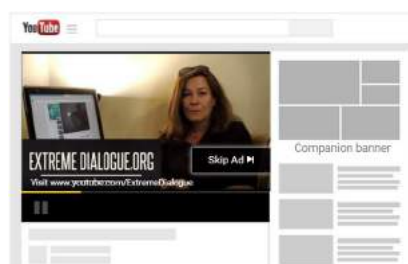 YouTube
EXTREME DIALOGUE.ORG
Skip Ad
Visit www.youtube.com/ExtremeDialogue
Companion banner